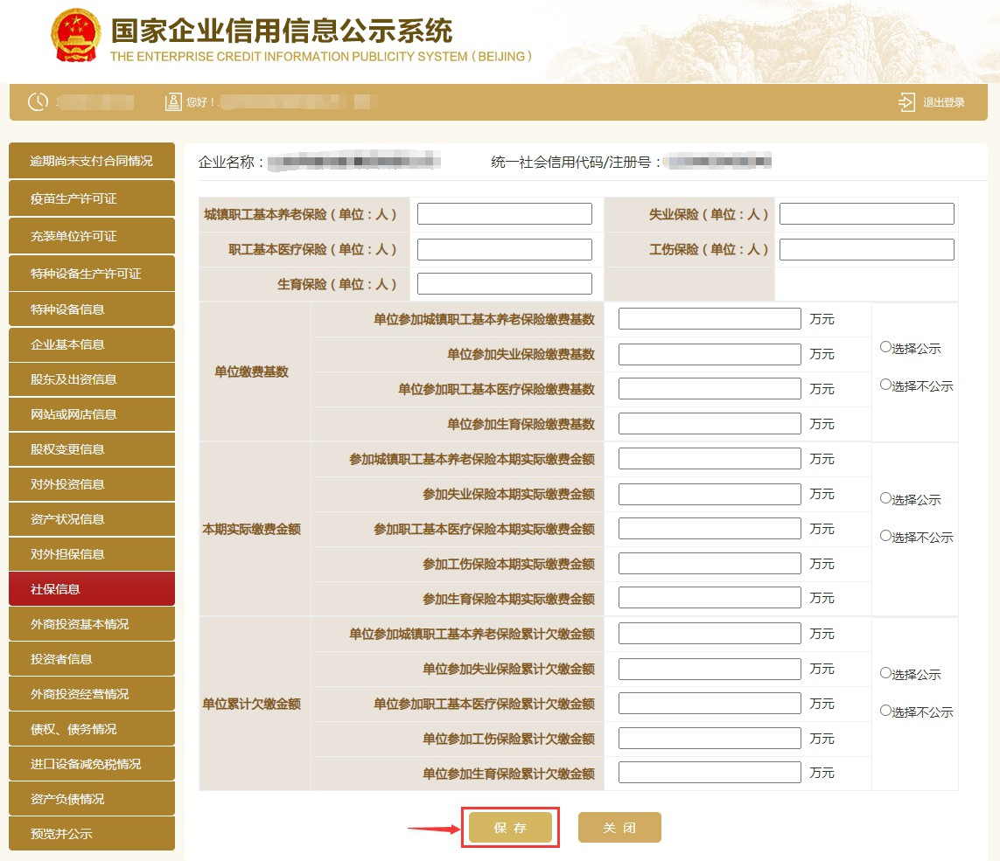 国家企业信用信息公示系统
THE ENTERPRISE CREDIT INFORMATION PUBLICITY SYSTEM ( BEIJING )
您好！
退出登录
逾期尚未支付合同情况
疫苗生产许可证
充装单位许可证
特种设备生产许可证
特种设备信息
企业基本信息
股东及出资信息
网站或网店信息
股权变更信息
对外投资信息
资产状况信息
对外担保信息
社保信息
外商投资基本情况
投资者信息
外商投资经营情况
债权、债务情况
进口设备减免税情况
资产负债情况
预览并公示
企业名称：
统一社会信用代码/注册号：
城镇职工基本养老保险（单位：人）
失业保险（单位：人）
职工基本医疗保险（单位：人）
工伤保险（单位：人）
生育保险（单位：人）
单位缴费基数
单位参加城镇职工基本养老保险缴费基数 万元
单位参加失业保险缴费基数 万元
单位参加职工基本医疗保险缴费基数 万元
单位参加生育保险缴费基数 万元
选择公示
选择不公示
本期实际缴费金额
参加城镇职工基本养老保险本期实际缴费金额 万元
参加失业保险本期实际缴费金额 万元
参加职工基本医疗保险本期实际缴费金额 万元
参加工伤保险本期实际缴费金额 万元
参加生育保险本期实际缴费金额 万元
选择公示
选择不公示
单位累计欠缴金额
单位参加城镇职工基本养老保险累计欠缴金额 万元
单位参加失业保险累计欠缴金额 万元
单位参加职工基本医疗保险累计欠缴金额 万元
单位参加工伤保险累计欠缴金额 万元
单位参加生育保险累计欠缴金额 万元
选择公示
选择不公示
保 存
关 闭